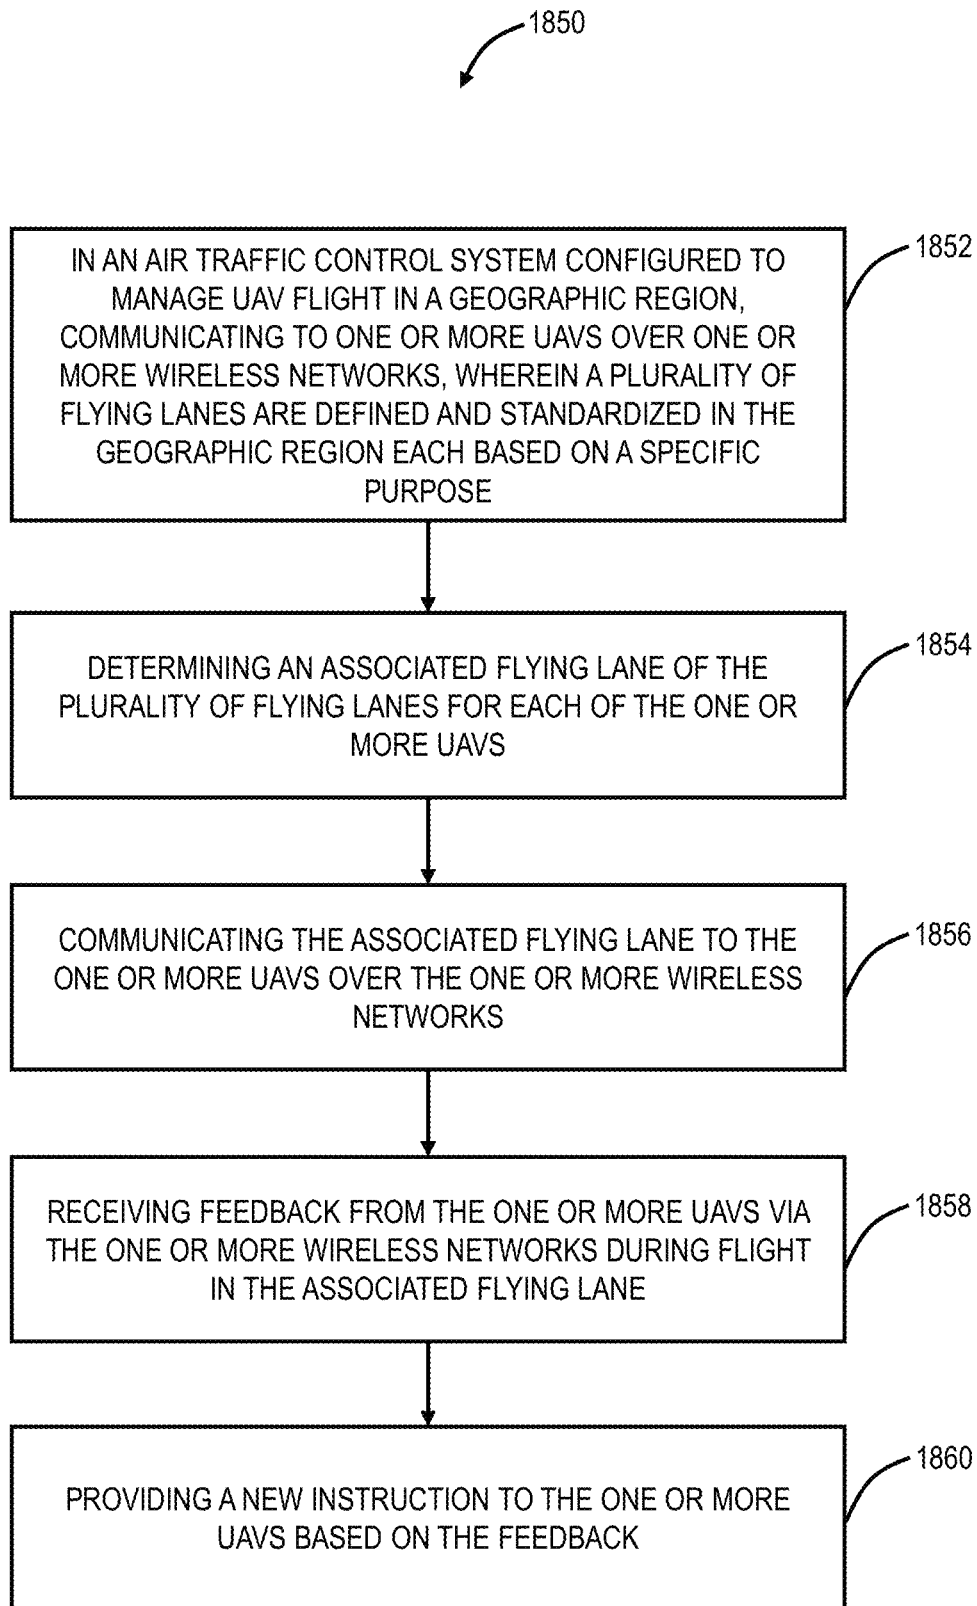 1850
IN AN AIR TRAFFIC CONTROL SYSTEM CONFIGURED TO
MANAGE UAV FLIGHT IN A GEOGRAPHIC REGION,
COMMUNICATING TO ONE OR MORE UAVS OVER ONE OR
MORE WIRELESS NETWORKS, WHEREIN A PLURALITY OF
FLYING LANES ARE DEFINED AND STANDARDIZED IN THE
GEOGRAPHIC REGION EACH BASED ON A SPECIFIC
PURPOSE
1852
DETERMINING AN ASSOCIATED FLYING LANE OF THE
PLURALITY OF FLYING LANES FOR EACH OF THE ONE OR
MORE UAVS
1854
COMMUNICATING THE ASSOCIATED FLYING LANE TO THE
ONE OR MORE UAVS OVER THE ONE OR MORE WIRELESS
NETWORKS
1856
RECEIVING FEEDBACK FROM THE ONE OR MORE UAVS VIA
THE ONE OR MORE WIRELESS NETWORKS DURING FLIGHT
IN THE ASSOCIATED FLYING LANE
1858
PROVIDING A NEW INSTRUCTION TO THE ONE OR MORE
UAVS BASED ON THE FEEDBACK
1860